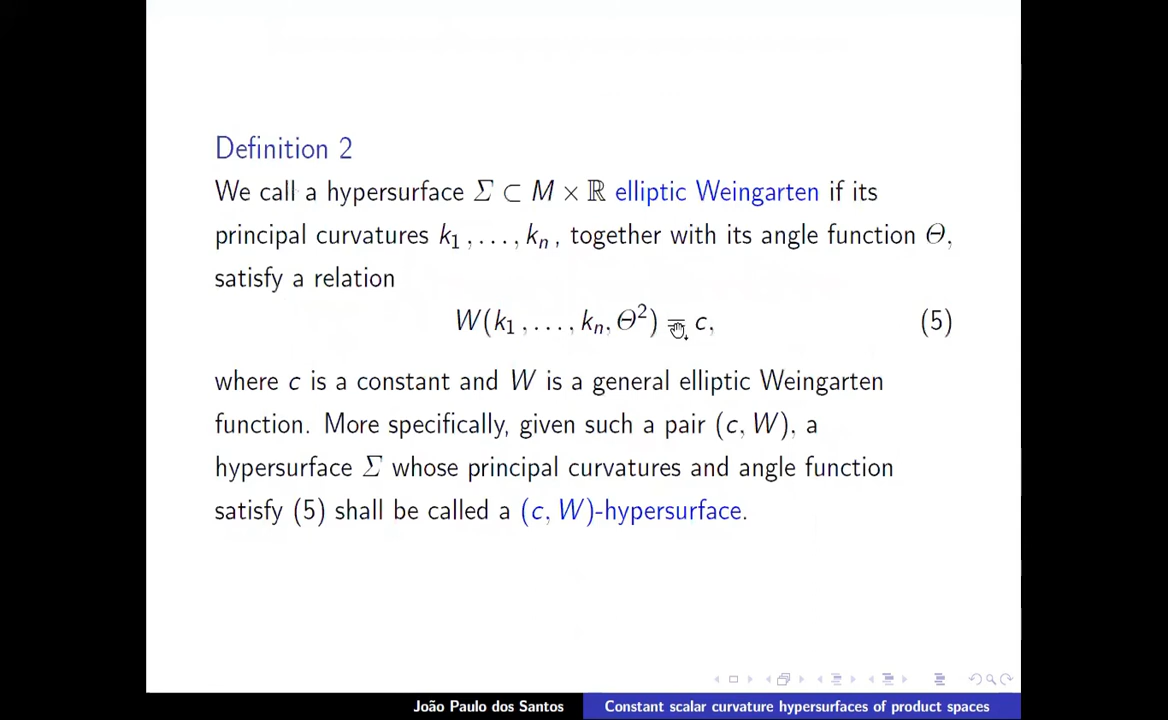 Definition 2
We call a hypersurface Σ ⊂ M × ℝ elliptic Weingarten if its
principal curvatures k₁, . . . , kₙ, together with its angle function Θ,
satisfy a relation
W(k₁, . . . , kₙ, Θ²) = c, (5)
where c is a constant and W is a general elliptic Weingarten
function. More specifically, given such a pair (c, W), a
hypersurface Σ whose principal curvatures and angle function
satisfy (5) shall be called a (c, W)-hypersurface.
João Paulo dos Santos Constant scalar curvature hypersurfaces of product spaces